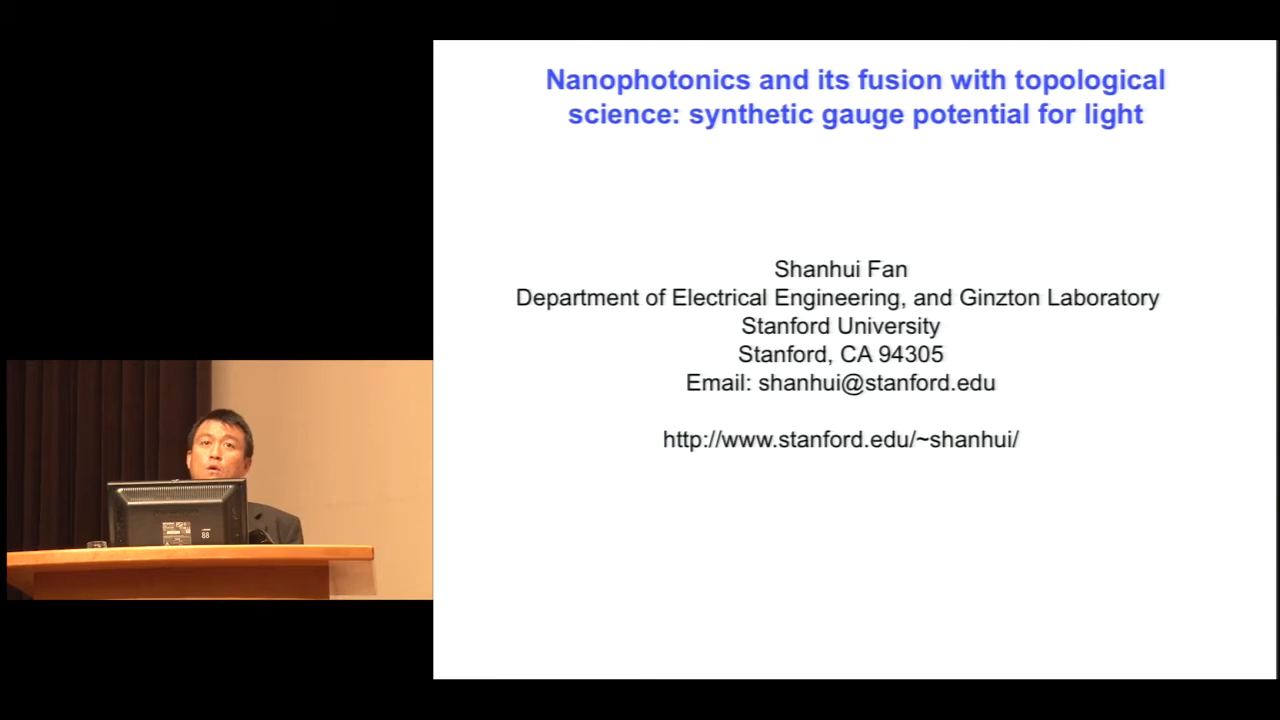 Nanophotonics and its fusion with topological
science: synthetic gauge potential for light
Shanhui Fan
Department of Electrical Engineering, and Ginzton Laboratory
Stanford University
Stanford, CA 94305
Email: shanhui@stanford.edu
http://www.stanford.edu/~shanhui/
88